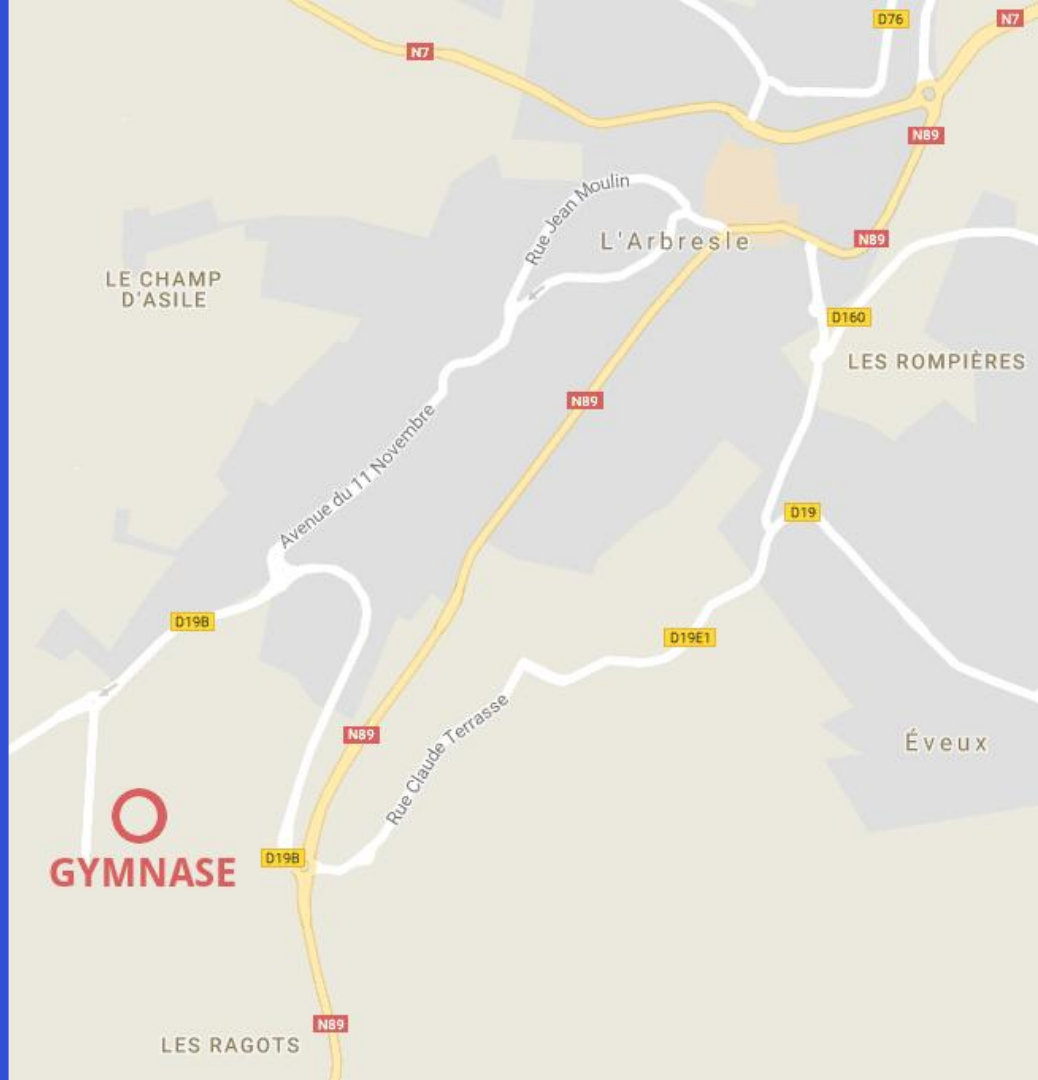 D76
N7
N7
N89
Rue Jean Moulin
L'Arbresle
N89
LE CHAMP
D'ASILE
D160
LES ROMPIÈRES
N89
Avenue du 11 Novembre
D19
D19B
D19E1
Rue Claude Terrasse
N89
Éveux
GYMNASE
D19B
N89
LES RAGOTS